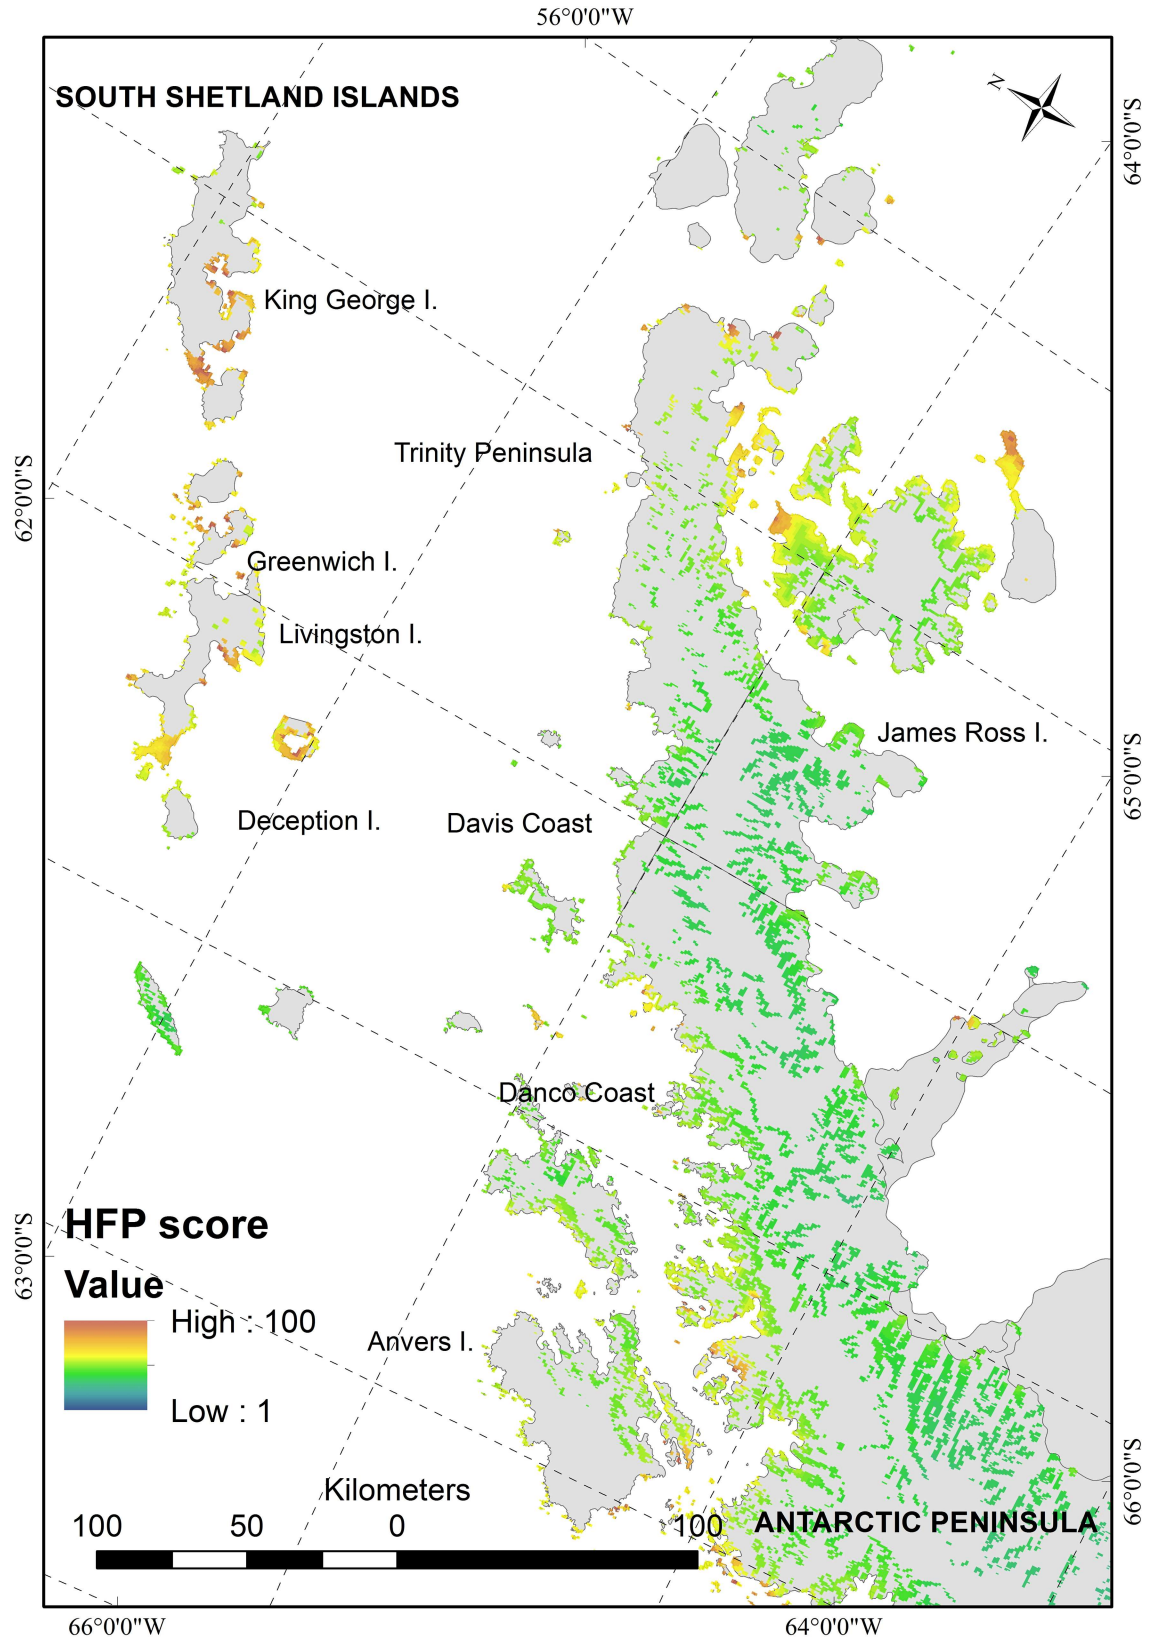 56°0'0"W
SOUTH SHETLAND ISLANDS
N
64°0'0"S
King George I.
Trinity Peninsula
62°0'0"S
Greenwich I.
Livingston I.
James Ross I.
65°0'0"S
Deception I.
Davis Coast
Danco Coast
63°0'0"S
HFP score
Value
High : 100
Low : 1
Anvers I.
66°0'0"S
Kilometers
100 50 0 100
ANTARCTIC PENINSULA
66°0'0"W
64°0'0"W